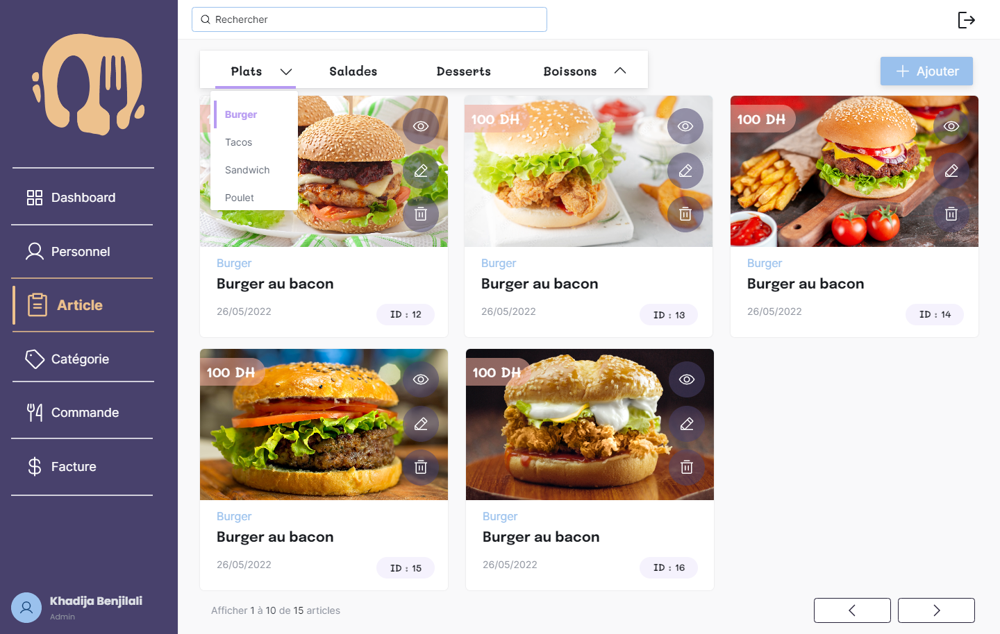 Rechercher
Plats
Salades
Desserts
Boissons
Ajouter
Burger
Tacos
Sandwich
Poulet
Dashboard
Personnel
Article
Catégorie
Commande
Facture
Khadija Benjilali
Admin
Burger
Burger au bacon
26/05/2022
ID : 12
100 DH
Burger
Burger au bacon
26/05/2022
ID : 13
100 DH
Burger
Burger au bacon
26/05/2022
ID : 14
100 DH
Burger
Burger au bacon
26/05/2022
ID : 15
100 DH
Burger
Burger au bacon
26/05/2022
ID : 16
Afficher 1 à 10 de 15 articles